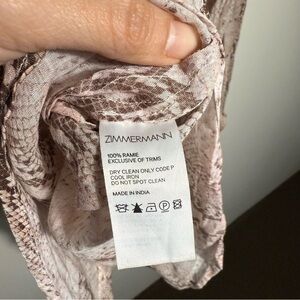 ZIMMERMANN
100% RAMIE
EXCLUSIVE OF TRIMS
DRY CLEAN ONLY CODE P
COOL IRON
DO NOT SPOT CLEAN
MADE IN INDIA